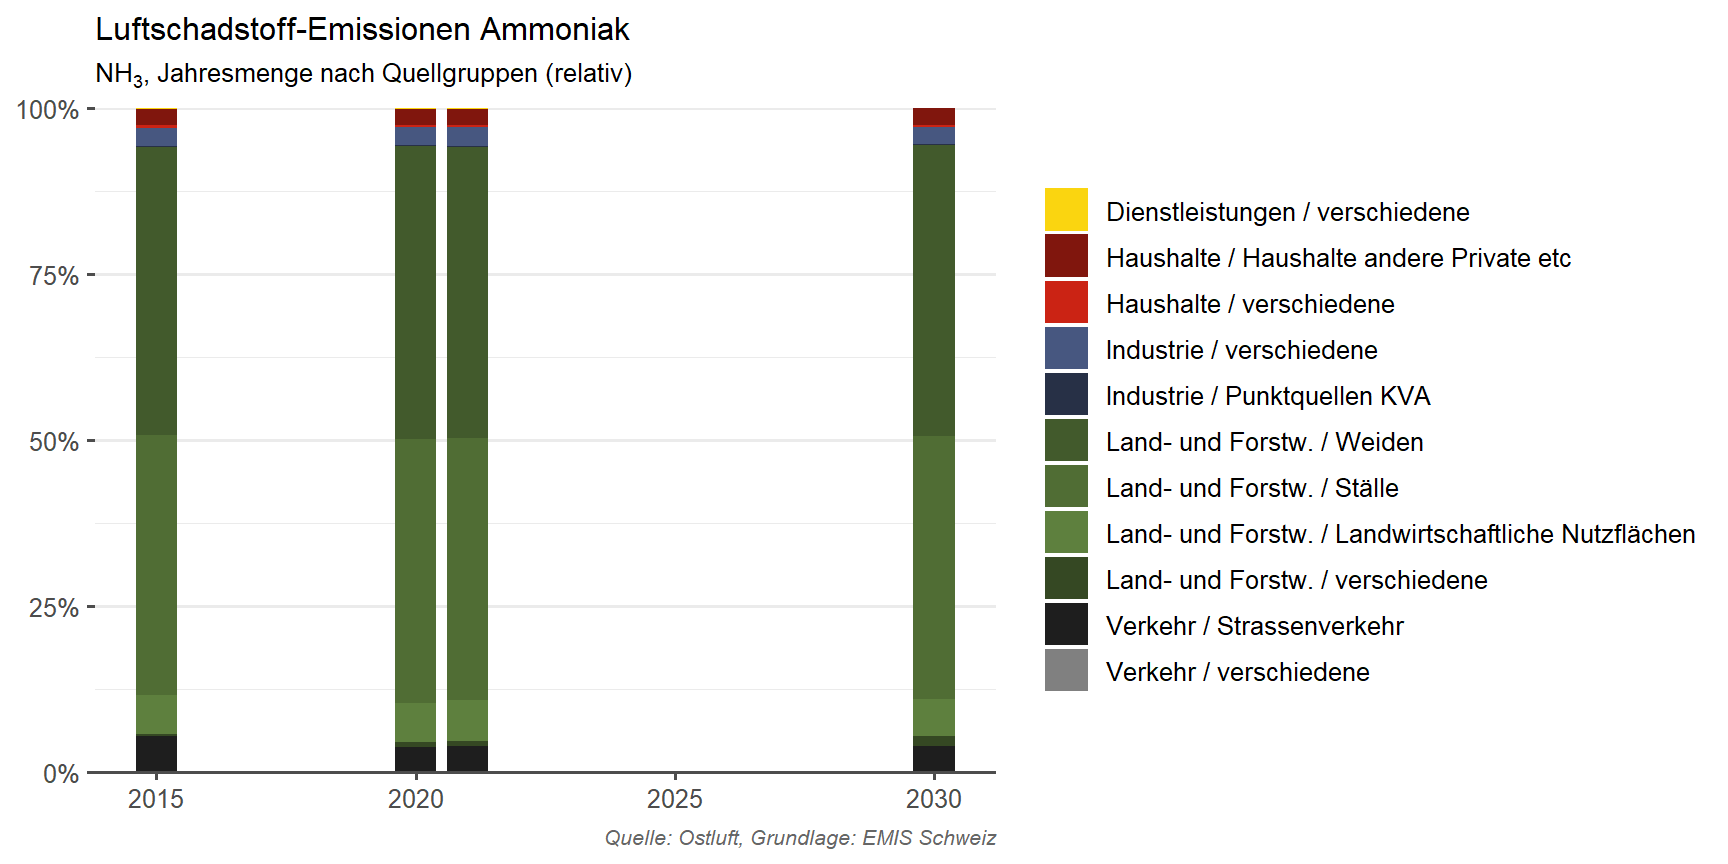 Luftschadstoff-Emissionen Ammoniak
NH₃, Jahresmenge nach Quellgruppen (relativ)
100%
75%
50%
25%
0%
2015
2020
2025
2030
Dienstleistungen / verschiedene
Haushalte / Haushalte andere Private etc
Haushalte / verschiedene
Industrie / verschiedene
Industrie / Punktquellen KVA
Land- und Forstw. / Weiden
Land- und Forstw. / Ställe
Land- und Forstw. / Landwirtschaftliche Nutzflächen
Land- und Forstw. / verschiedene
Verkehr / Strassenverkehr
Verkehr / verschiedene
Quelle: Ostluft, Grundlage: EMIS Schweiz